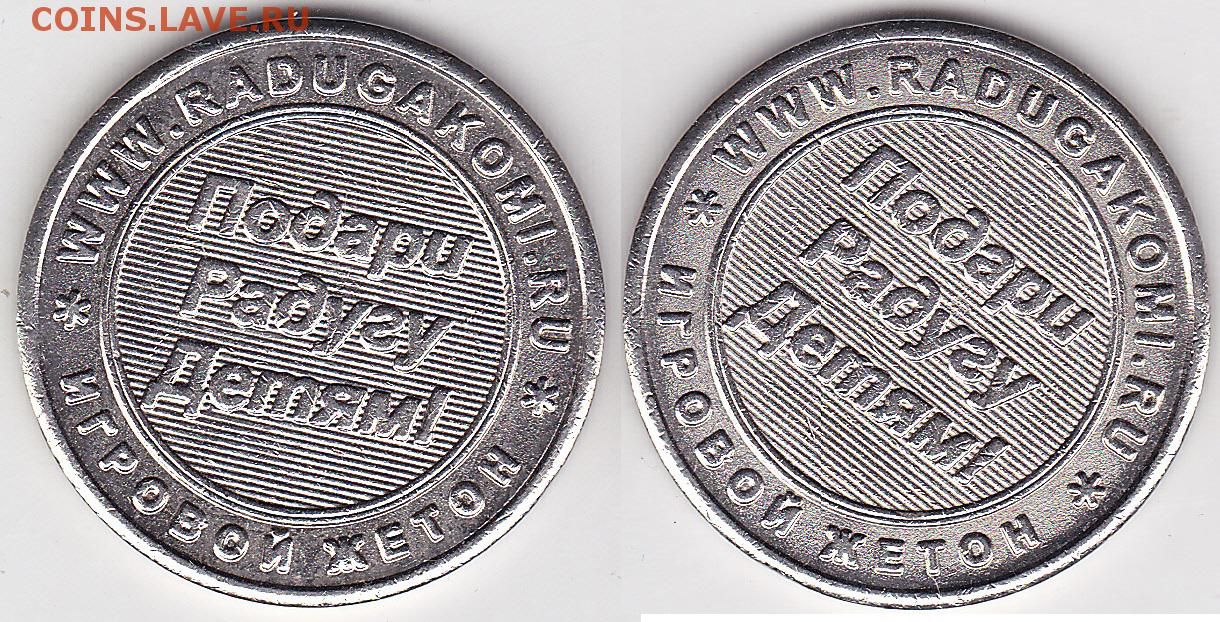 COINS.LAVE.RU
* WWW.RADUGAKOMI.RU *
Подари
Радугу
Детям!
ИГРОВОЙ ЖЕТОН
* WWW.RADUGAKOMI.RU *
Подари
Радугу
Детям!
ИГРОВОЙ ЖЕТОН